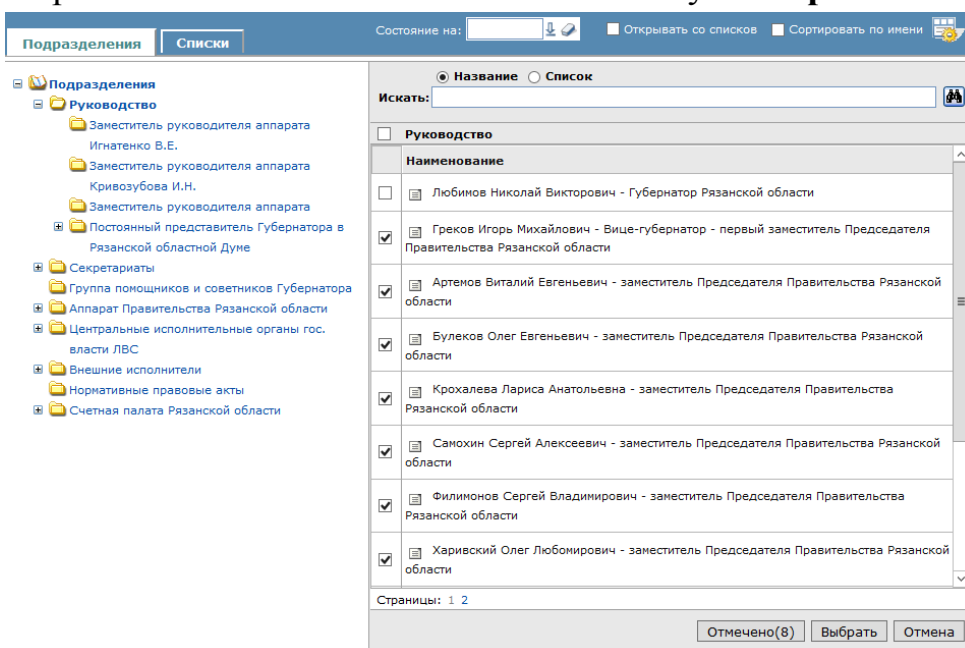 Подразделения
Списки
Состояние на:
Открывать со списков
Сортировать по имени
Подразделения
Руководство
Заместитель руководителя аппарата
Игнатенко В.Е.
Заместитель руководителя аппарата
Кривозубова И.Н.
Заместитель руководителя аппарата
Постоянный представитель Губернатора в
Рязанской областной Думе
Секретариаты
Группа помощников и советников Губернатора
Аппарат Правительства Рязанской области
Центральные исполнительные органы гос.
власти ЛВС
Внешние исполнители
Нормативные правовые акты
Счетная палата Рязанской области
Название
Список
Искать:
Руководство
Наименование
Любимов Николай Викторович - Губернатор Рязанской области
Греков Игорь Михайлович - Вице-губернатор - первый заместитель Председателя
Правительства Рязанской области
Артемов Виталий Евгеньевич - заместитель Председателя Правительства Рязанской
области
Булеков Олег Евгеньевич - заместитель Председателя Правительства Рязанской
области
Крохалева Лариса Анатольевна - заместитель Председателя Правительства
Рязанской области
Самохин Сергей Алексеевич - заместитель Председателя Правительства Рязанской
области
Филимонов Сергей Владимирович - заместитель Председателя Правительства
Рязанской области
Харивский Олег Любомирович - заместитель Председателя Правительства Рязанской
области
Страницы: 1 2
Отмечено(8)
Выбрать
Отмена